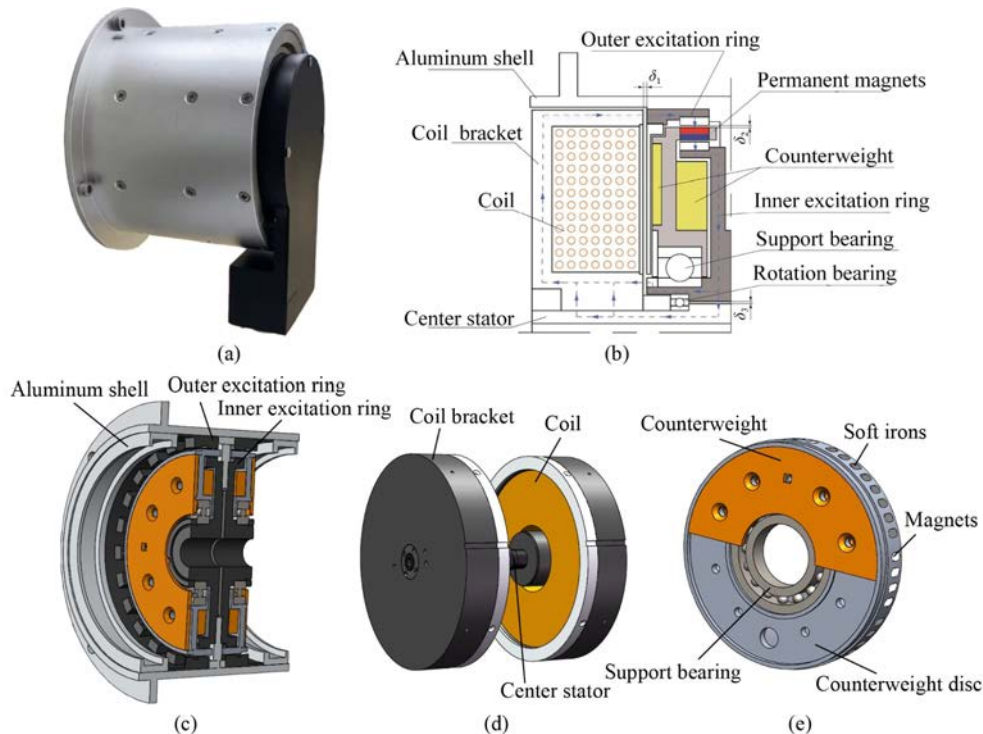 Outer excitation ring
Aluminum shell
δ1
Permanent magnets
δ2
Coil bracket
Counterweight
Coil
Inner excitation ring
Support bearing
Rotation bearing
Center stator
δ3
(a)
(b)
Outer excitation ring
Aluminum shell
Inner excitation ring
Coil bracket
Coil
Center stator
Counterweight
Soft irons
Magnets
Support bearing
Counterweight disc
(c)
(d)
(e)